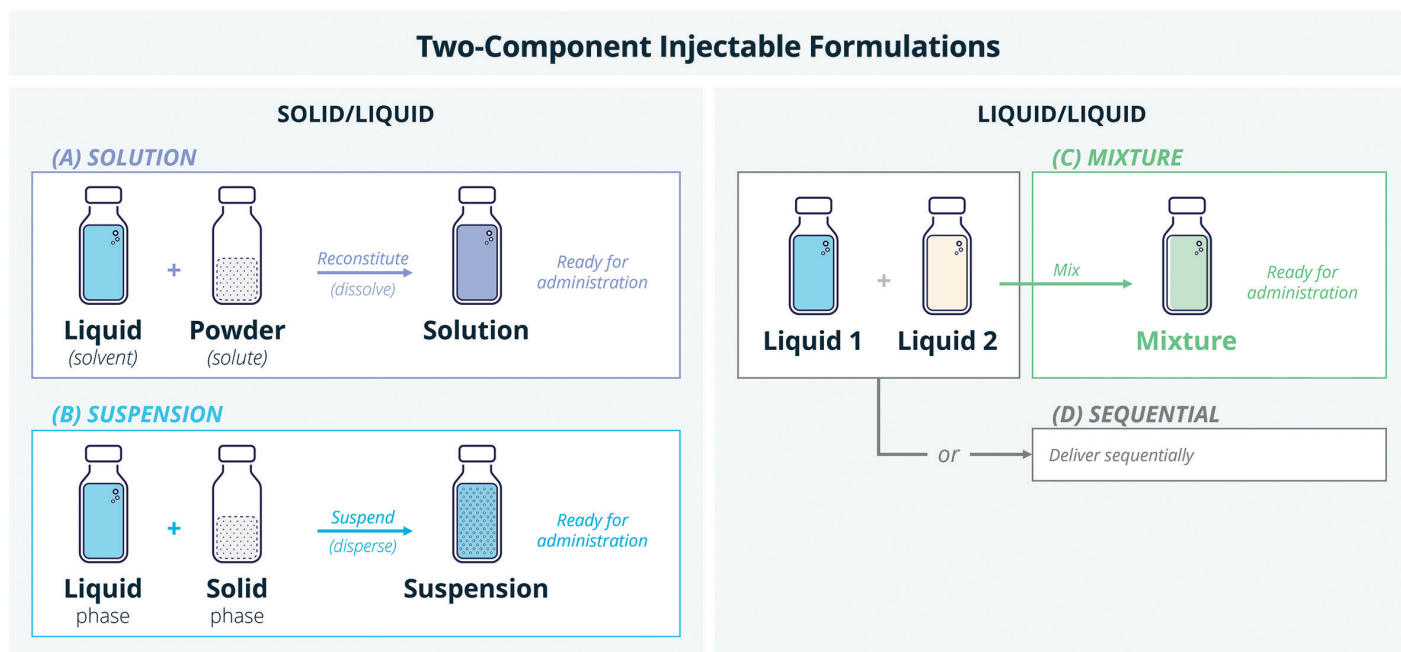 Two-Component Injectable Formulations
SOLID/LIQUID
(A) SOLUTION
+
Reconstitute
(dissolve)
Ready for
administration
Liquid
(solvent)
Powder
(solute)
Solution
(B) SUSPENSION
+
Suspend
(disperse)
Ready for
administration
Liquid
phase
Solid
phase
Suspension
LIQUID/LIQUID
+
Liquid 1
Liquid 2
(C) MIXTURE
Mix
Ready for
administration
Mixture
or
(D) SEQUENTIAL
Deliver sequentially